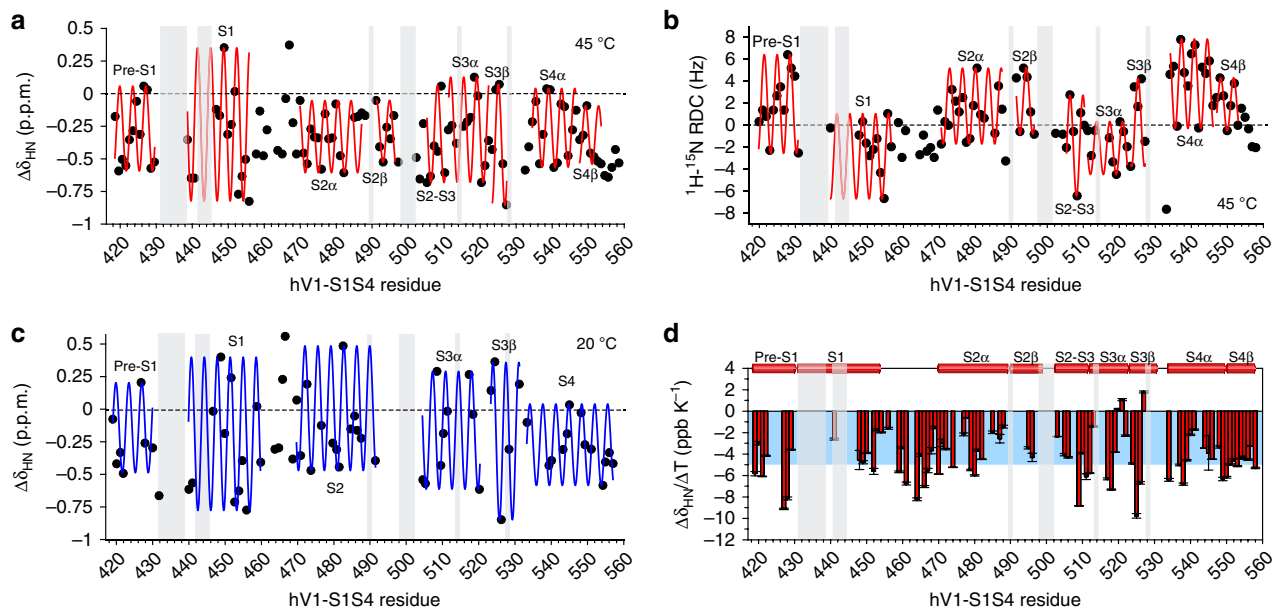 a
0.5
0.25
0
−0.25
−0.5
−0.75
−1
Δδ_HN (p.p.m.)
Pre-S1
S1
S2α
S2β
S2-S3
S3α
S3β
S4α
S4β
45 °C
420 430 440 450 460 470 480 490 500 510 520 530 540 550 560
hV1-S1S4 residue
b
8
6
4
2
0
−2
−4
−6
−8
¹H-¹⁵N RDC (Hz)
Pre-S1
S1
S2α
S2β
S2-S3
S3α
S3β
S4α
S4β
45 °C
420 430 440 450 460 470 480 490 500 510 520 530 540 550 560
hV1-S1S4 residue
c
0.5
0.25
0
−0.25
−0.5
−0.75
−1
Δδ_HN (p.p.m.)
Pre-S1
S1
S2
S3α
S3β
S4
20 °C
420 430 440 450 460 470 480 490 500 510 520 530 540 550 560
hV1-S1S4 residue
d
Pre-S1 S1 S2α S2β S2-S3 S3α S3β S4α S4β
4
2
0
−2
−4
−6
−8
−10
−12
Δδ_HN/ΔT (ppb K⁻¹)
420 430 440 450 460 470 480 490 500 510 520 530 540 550 560
hV1-S1S4 residue